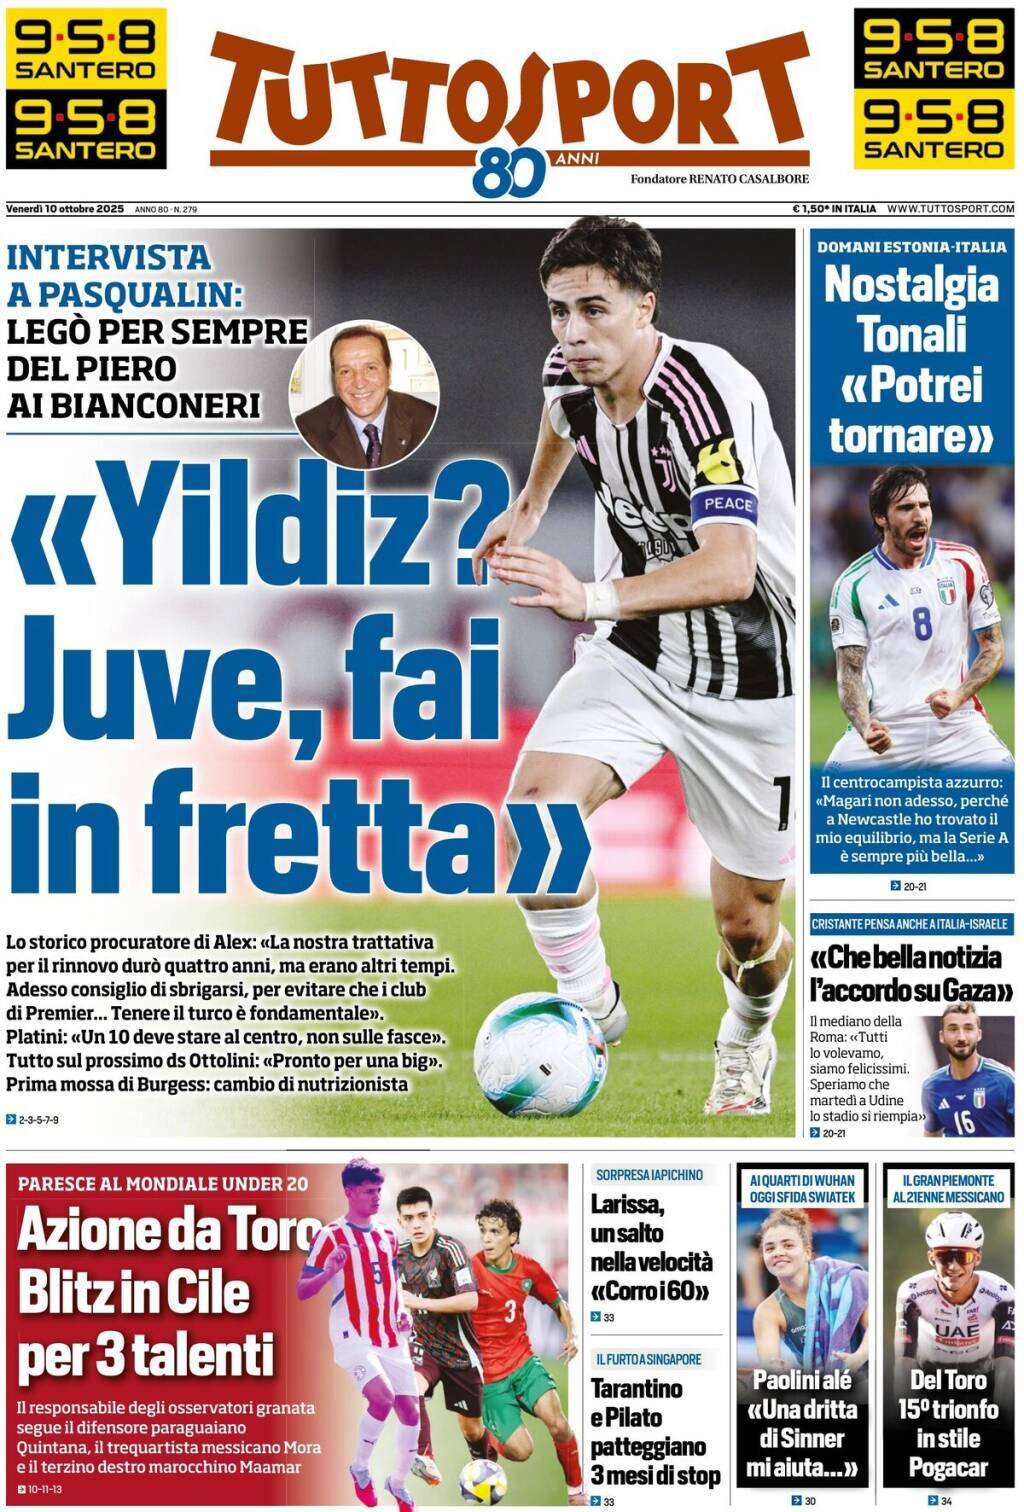 9·5·8
SANTERO
9·5·8
SANTERO
TUTTOSPORT
80 ANNI
Fondatore RENATO CASALBORE
9·5·8
SANTERO
9·5·8
SANTERO
Venerdì 10 ottobre 2025 ANNO 80 - N. 279
€ 1,50* IN ITALIA WWW.TUTTOSPORT.COM
INTERVISTA
A PASQUALIN:
LEGÒ PER SEMPRE
DEL PIERO
AI BIANCONERI
«Yildiz?
Juve, fai
in fretta»
Jeep
PEACE
1
Lo storico procuratore di Alex: «La nostra trattativa
per il rinnovo durò quattro anni, ma erano altri tempi.
Adesso consiglio di sbrigarsi, per evitare che i club
di Premier... Tenere il turco è fondamentale».
Platini: «Un 10 deve stare al centro, non sulle fasce».
Tutto sul prossimo ds Ottolini: «Pronto per una big».
Prima mossa di Burgess: cambio di nutrizionista
2-3-5-7-9
DOMANI ESTONIA-ITALIA
Nostalgia
Tonali
«Potrei
tornare»
ITALIA
8
Il centrocampista azzurro:
«Magari non adesso, perché
a Newcastle ho trovato il
mio equilibrio, ma la Serie A
è sempre più bella...»
20-21
CRISTANTE PENSA ANCHE A ITALIA-ISRAELE
«Che bella notizia
l'accordo su Gaza»
Il mediano della
Roma: «Tutti
lo volevamo,
siamo felicissimi.
Speriamo che
martedì a Udine
lo stadio si riempia»
20-21
16
PARESCE AL MONDIALE UNDER 20
Azione da Toro
Blitz in Cile
per 3 talenti
Il responsabile degli osservatori granata
segue il difensore paraguaiano
Quintana, il trequartista messicano Mora
e il terzino destro marocchino Maamar
10-11-13
5
3
SORPRESA IAPICHINO
Larissa,
un salto
nella velocità
«Corro i 60»
33
IL FURTO A SINGAPORE
Tarantino
e Pilato
patteggiano
3 mesi di stop
33
AI QUARTI DI WUHAN
OGGI SFIDA SWIATEK
Paolini alé
«Una dritta
di Sinner
mi aiuta...»
30
IL GRAN PIEMONTE
AL 21ENNE MESSICANO
UAE
Del Toro
15º trionfo
in stile
Pogacar
34